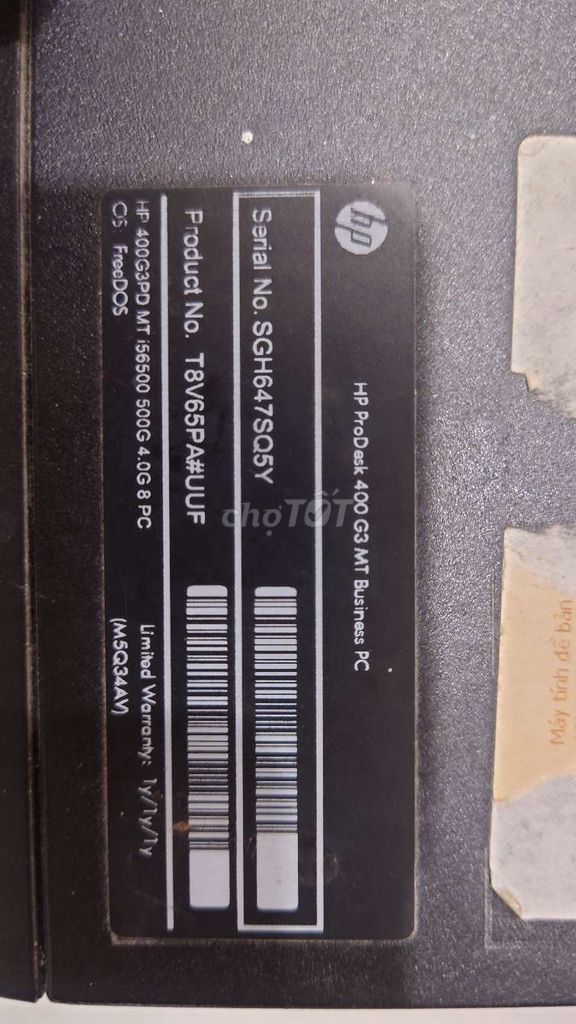 hp
HP ProDesk 400 G3 MT Business PC
Serial No. SGH647SQ5Y
Product No. T8V65PA#UUF
HP 400G3PD MT i56500 500G 4.0G 8 PC
OS: FreeDOS
Limited Warranty: 1y/1y/1y
(M5Q34AV)
chợTỐT
Máy tính để bàn